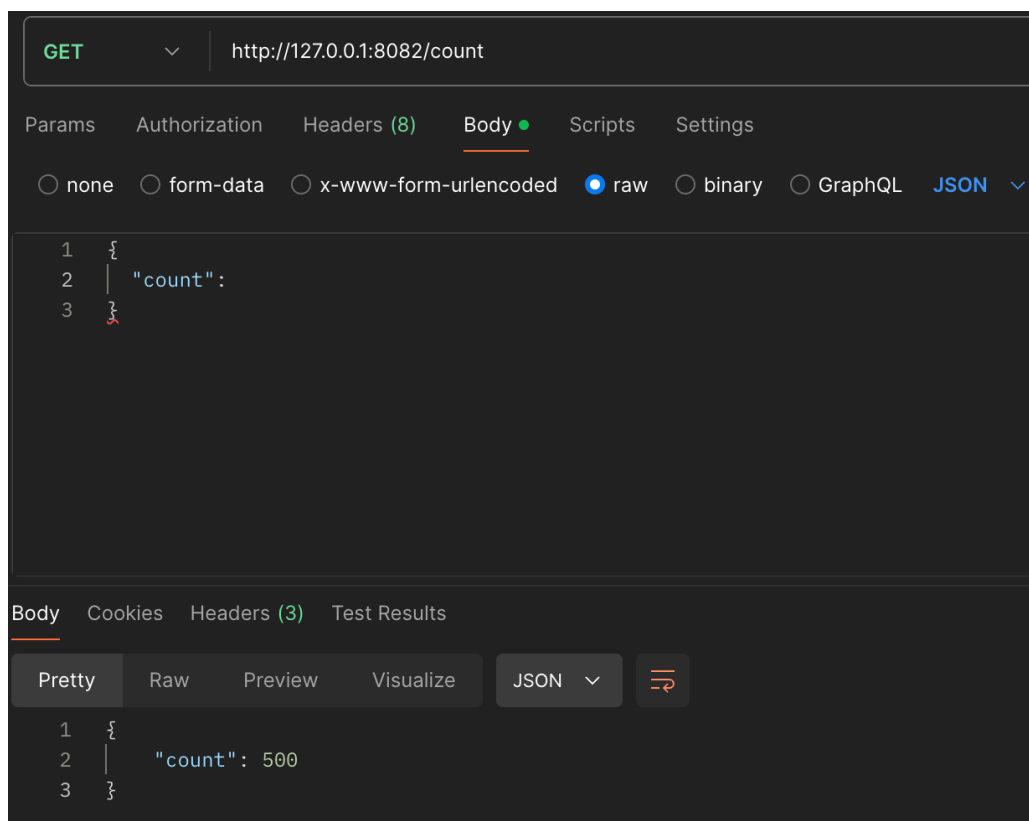 GET http://127.0.0.1:8082/count
Params Authorization Headers (8) Body Scripts Settings
none form-data x-www-form-urlencoded raw binary GraphQL JSON
1 {
2 "count":
3 }
Body Cookies Headers (3) Test Results
Pretty Raw Preview Visualize JSON
1 {
2 "count": 500
3 }